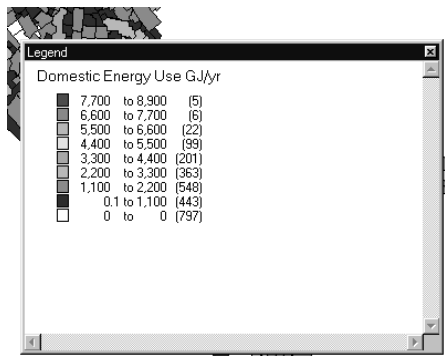 Legend
Domestic Energy Use GJ/yr
7,700 to 8,900 (5)
6,600 to 7,700 (6)
5,500 to 6,600 (22)
4,400 to 5,500 (99)
3,300 to 4,400 (201)
2,200 to 3,300 (363)
1,100 to 2,200 (548)
0.1 to 1,100 (443)
0 to 0 (797)